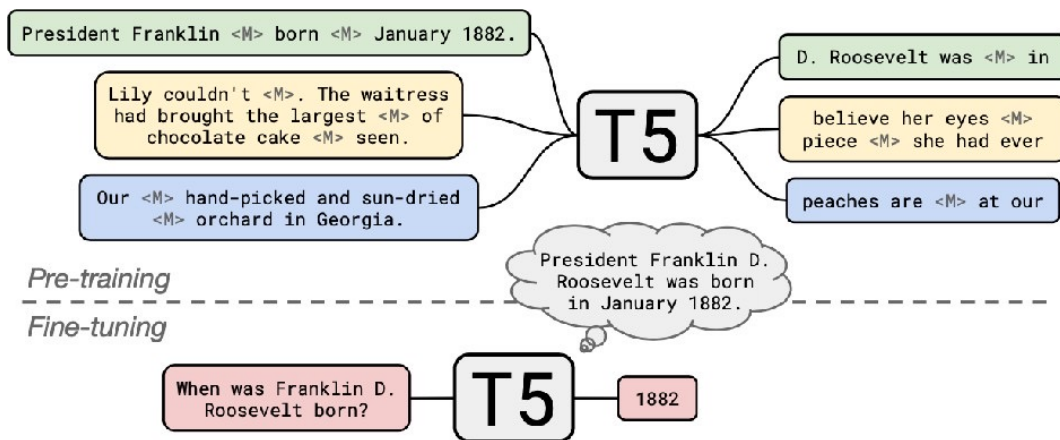 President Franklin <M> born <M> January 1882.
Lily couldn't <M>. The waitress
had brought the largest <M> of
chocolate cake <M> seen.
Our <M> hand-picked and sun-dried
<M> orchard in Georgia.
T5
D. Roosevelt was <M> in
believe her eyes <M>
piece <M> she had ever
peaches are <M> at our
Pre-training
President Franklin D.
Roosevelt was born
in January 1882.
Fine-tuning
When was Franklin D.
Roosevelt born?
T5
1882